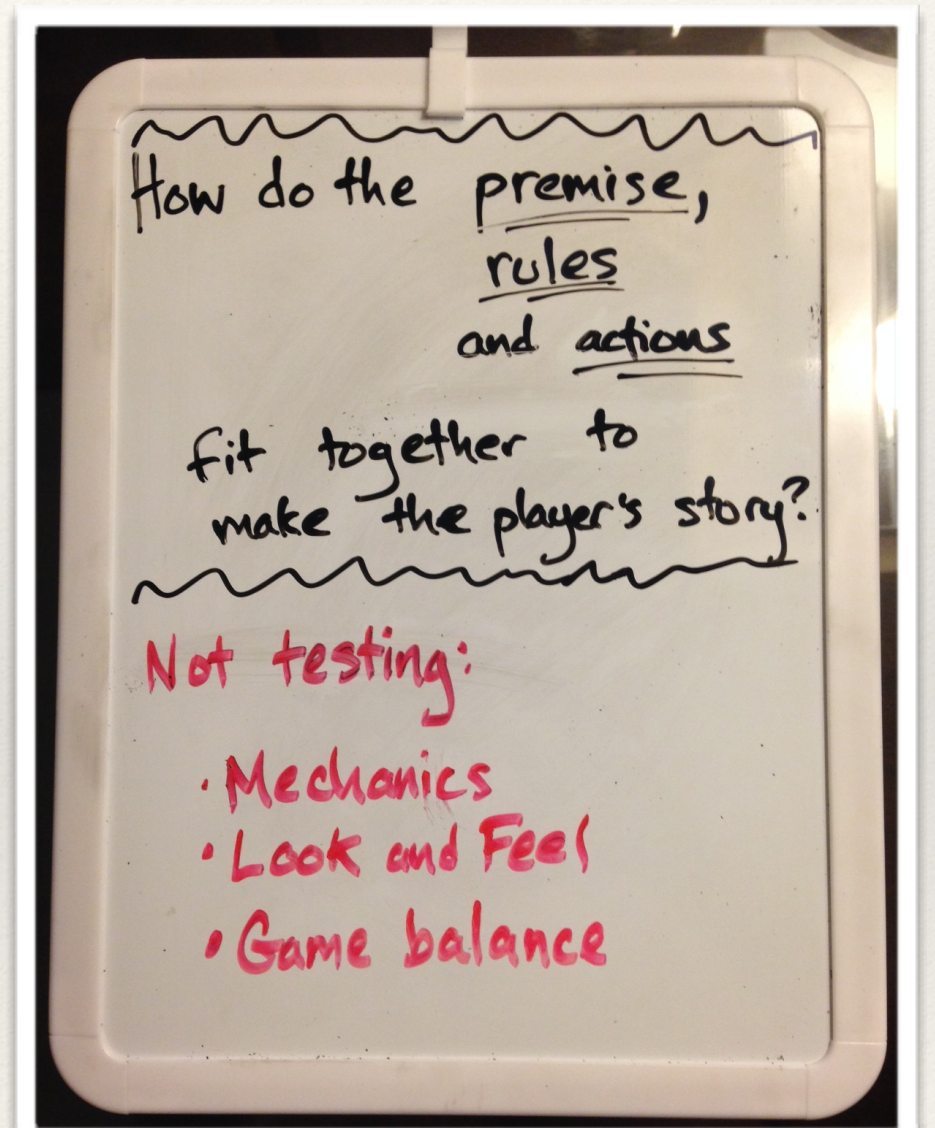 How do the premise,
rules
and actions
fit together to
make the player's story?
Not testing:
• Mechanics
• Look and Feel
• Game balance